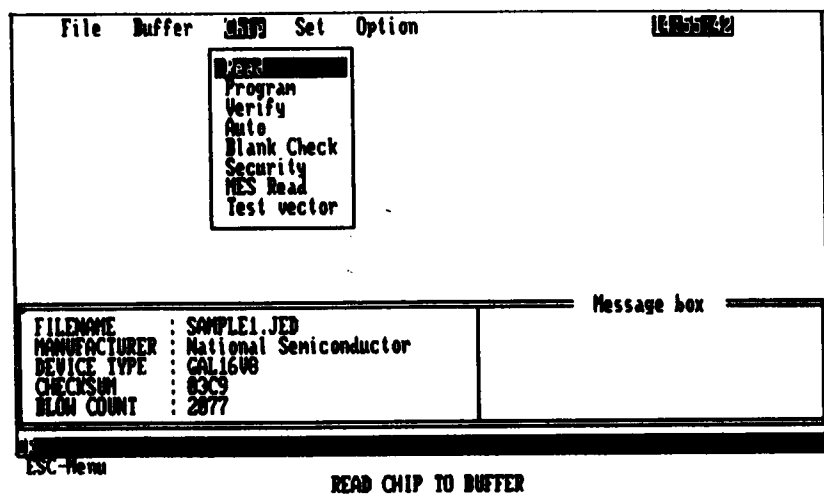 File Buffer Set Option
Program
Verify
Auto
Blank Check
Security
MES Read
Test vector
Message box
FILENAME : SAMPLE1.JED
MANUFACTURER : National Semiconductor
DEVICE TYPE : GAL16V8
CHECKSUM : 83C9
BLOW COUNT : 2077
ESC-Menu
READ CHIP TO BUFFER